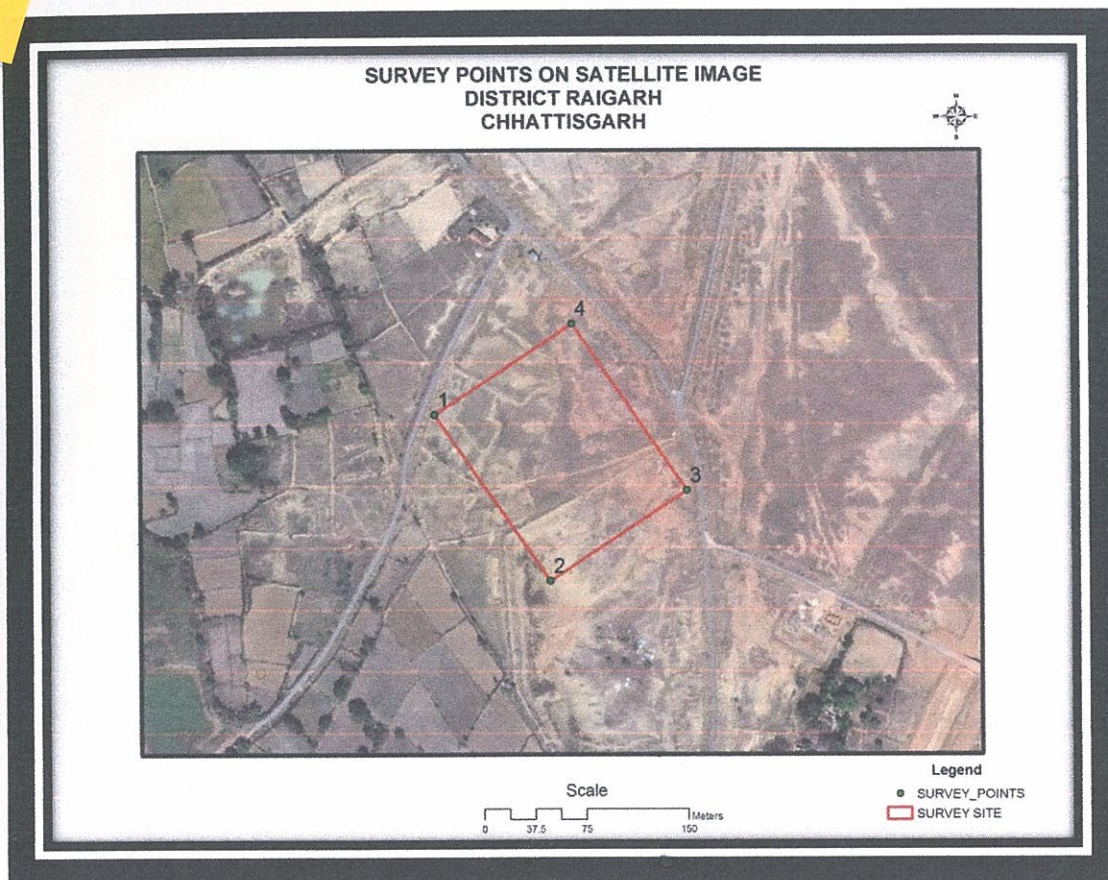 SURVEY POINTS ON SATELLITE IMAGE
DISTRICT RAIGARH
CHHATTISGARH
N
W E
S
4
1
3
2
Scale
Meters
0 37.5 75 150
Legend
SURVEY_POINTS
SURVEY SITE